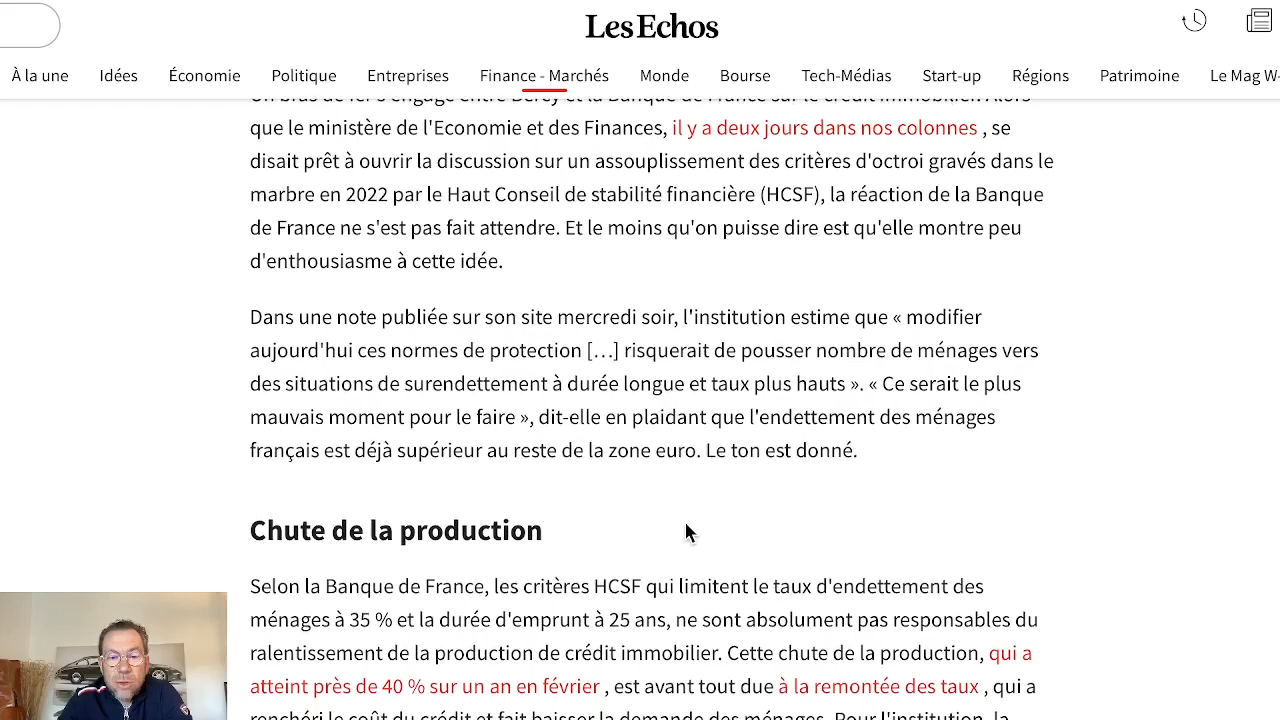 Les Echos
À la une Idées Économie Politique Entreprises Finance - Marchés Monde Bourse Tech-Médias Start-up Régions Patrimoine Le Mag W-
Un bras de fer s'engage entre Bercy et la Banque de France sur le crédit immobilier. Alors
que le ministère de l'Economie et des Finances, il y a deux jours dans nos colonnes , se
disait prêt à ouvrir la discussion sur un assouplissement des critères d'octroi gravés dans le
marbre en 2022 par le Haut Conseil de stabilité financière (HCSF), la réaction de la Banque
de France ne s'est pas fait attendre. Et le moins qu'on puisse dire est qu'elle montre peu
d'enthousiasme à cette idée.
Dans une note publiée sur son site mercredi soir, l'institution estime que « modifier
aujourd'hui ces normes de protection […] risquerait de pousser nombre de ménages vers
des situations de surendettement à durée longue et taux plus hauts ». « Ce serait le plus
mauvais moment pour le faire », dit-elle en plaidant que l'endettement des ménages
français est déjà supérieur au reste de la zone euro. Le ton est donné.
Chute de la production
Selon la Banque de France, les critères HCSF qui limitent le taux d'endettement des
ménages à 35 % et la durée d'emprunt à 25 ans, ne sont absolument pas responsables du
ralentissement de la production de crédit immobilier. Cette chute de la production, qui a
atteint près de 40 % sur un an en février , est avant tout due à la remontée des taux , qui a
renchéri le coût du crédit et fait baisser la demande des ménages. Pour l'institution, la